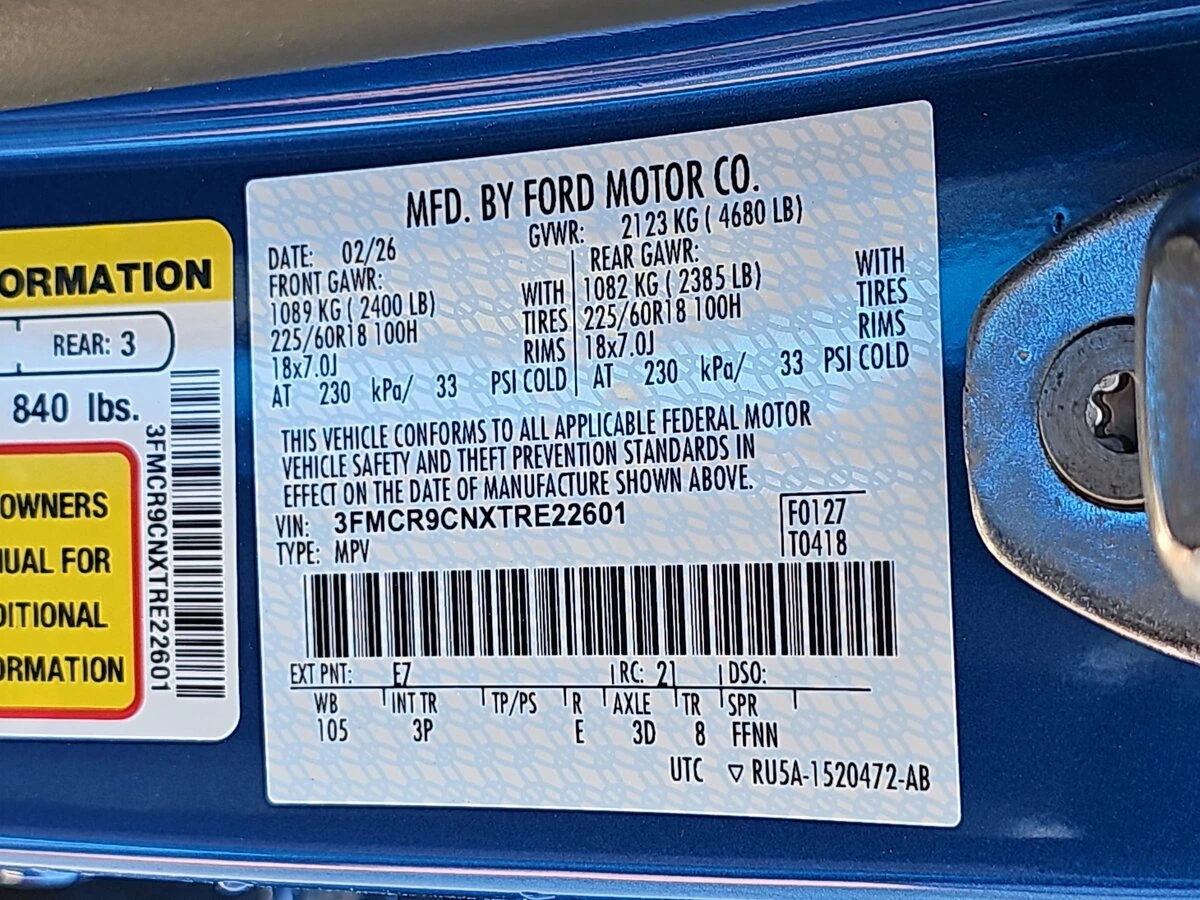 ORMATION
REAR: 3
840 lbs.
OWNERS
UAL FOR
DITIONAL
ORMATION
3FMCR9CNXTRE22601
MFD. BY FORD MOTOR CO.
DATE: 02/26 GVWR: 2123 KG ( 4680 LB)
FRONT GAWR: REAR GAWR:
1089 KG ( 2400 LB) WITH 1082 KG ( 2385 LB) WITH
225/60R18 100H TIRES 225/60R18 100H TIRES
18x7.0J RIMS 18x7.0J RIMS
AT 230 kPa/ 33 PSI COLD AT 230 kPa/ 33 PSI COLD
THIS VEHICLE CONFORMS TO ALL APPLICABLE FEDERAL MOTOR
VEHICLE SAFETY AND THEFT PREVENTION STANDARDS IN
EFFECT ON THE DATE OF MANUFACTURE SHOWN ABOVE.
VIN: 3FMCR9CNXTRE22601 F0127
TYPE: MPV T0418
EXT PNT: E7 RC: 21 DSO:
WB INT TR TP/PS R AXLE TR SPR
105 3P E 3D 8 FFNN
UTC ▽ RU5A-1520472-AB